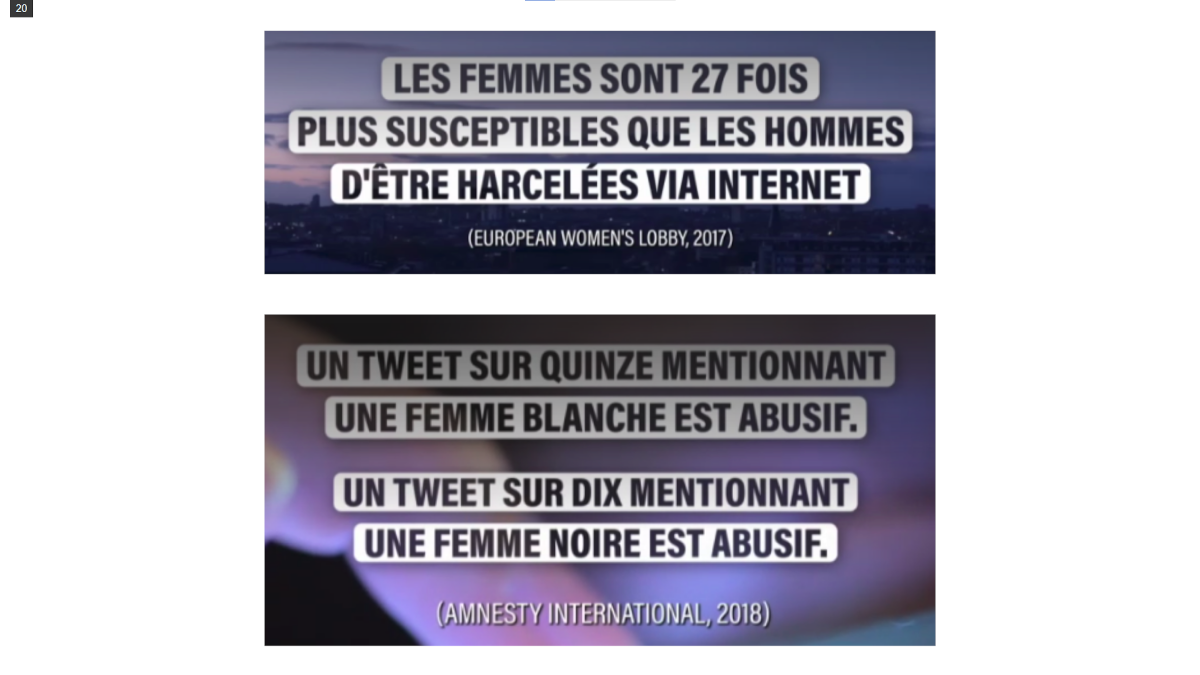 20
LES FEMMES SONT 27 FOIS
PLUS SUSCEPTIBLES QUE LES HOMMES
D'ÊTRE HARCELÉES VIA INTERNET
(EUROPEAN WOMEN'S LOBBY, 2017)
UN TWEET SUR QUINZE MENTIONNANT
UNE FEMME BLANCHE EST ABUSIF.
UN TWEET SUR DIX MENTIONNANT
UNE FEMME NOIRE EST ABUSIF.
(AMNESTY INTERNATIONAL, 2018)